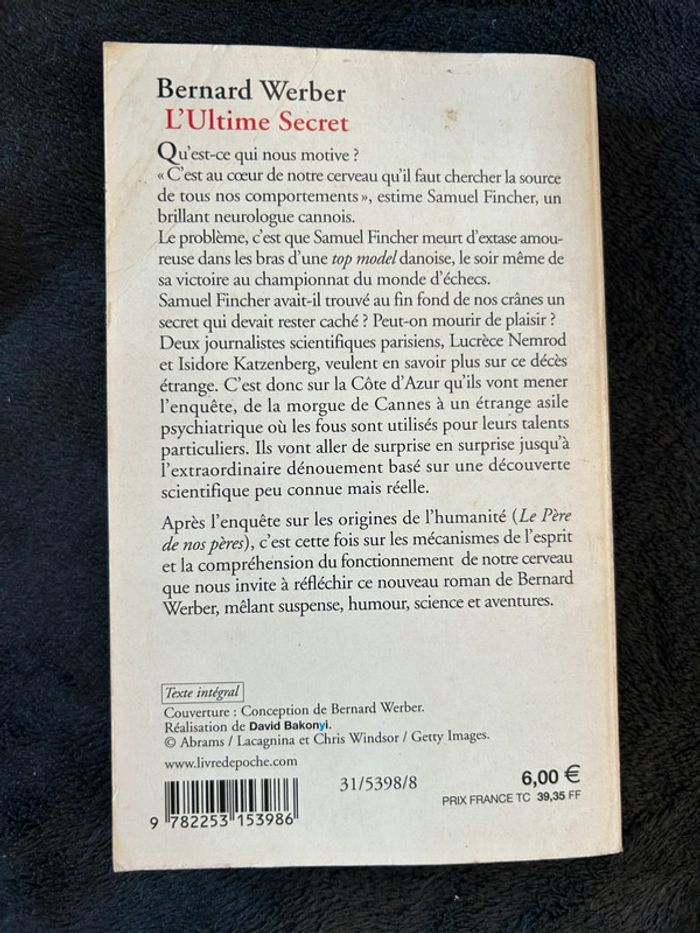 Bernard Werber
L'Ultime Secret
Qu'est-ce qui nous motive ?
« C'est au cœur de notre cerveau qu'il faut chercher la source
de tous nos comportements », estime Samuel Fincher, un
brillant neurologue cannois.
Le problème, c'est que Samuel Fincher meurt d'extase amou-
reuse dans les bras d'une top model danoise, le soir même de
sa victoire au championnat du monde d'échecs.
Samuel Fincher avait-il trouvé au fin fond de nos crânes un
secret qui devait rester caché ? Peut-on mourir de plaisir ?
Deux journalistes scientifiques parisiens, Lucrèce Nemrod
et Isidore Katzenberg, veulent en savoir plus sur ce décès
étrange. C'est donc sur la Côte d'Azur qu'ils vont mener
l'enquête, de la morgue de Cannes à un étrange asile
psychiatrique où les fous sont utilisés pour leurs talents
particuliers. Ils vont aller de surprise en surprise jusqu'à
l'extraordinaire dénouement basé sur une découverte
scientifique peu connue mais réelle.
Après l'enquête sur les origines de l'humanité (Le Père
de nos pères), c'est cette fois sur les mécanismes de l'esprit
et la compréhension du fonctionnement de notre cerveau
que nous invite à réfléchir ce nouveau roman de Bernard
Werber, mêlant suspense, humour, science et aventures.
Texte intégral
Couverture : Conception de Bernard Werber.
Réalisation de David Bakonyi.
© Abrams / Lacagnina et Chris Windsor / Getty Images.
www.livredepoche.com
9 782253 153986
31/5398/8
6,00 €
PRIX FRANCE TC 39,35 FF